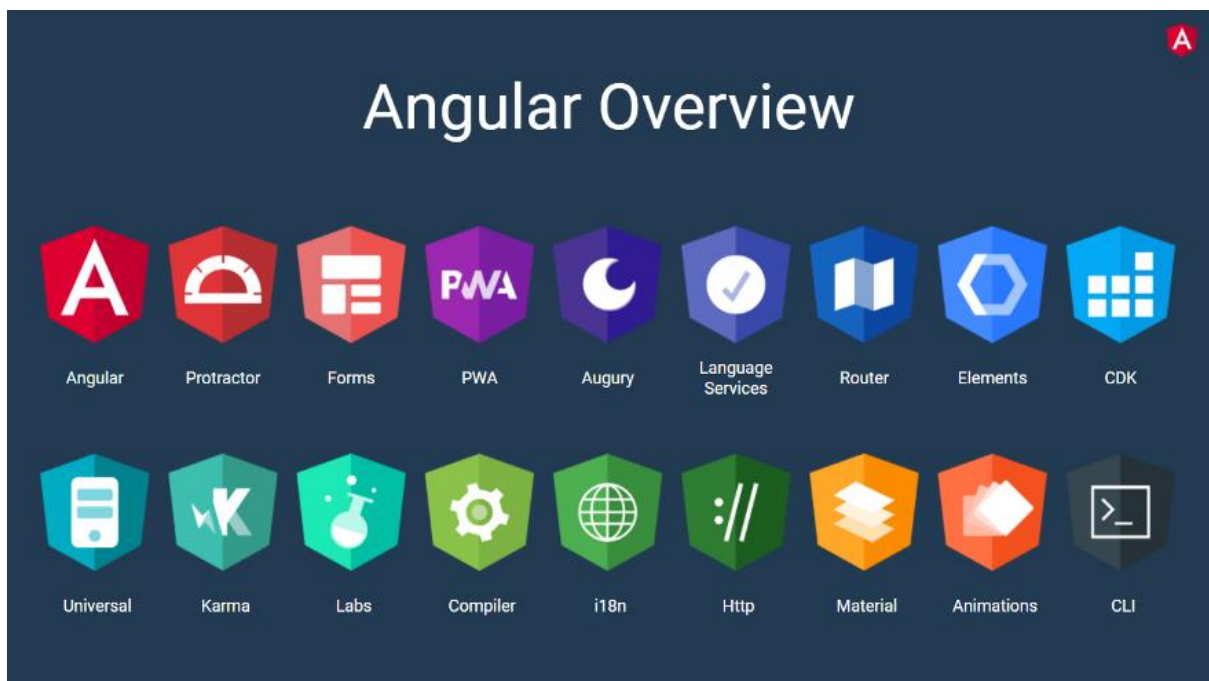 A
Angular Overview
A
PWA
Angular
Protractor
Forms
PWA
Augury
Language
Services
Router
Elements
CDK
K
://
>_
Universal
Karma
Labs
Compiler
i18n
Http
Material
Animations
CLI